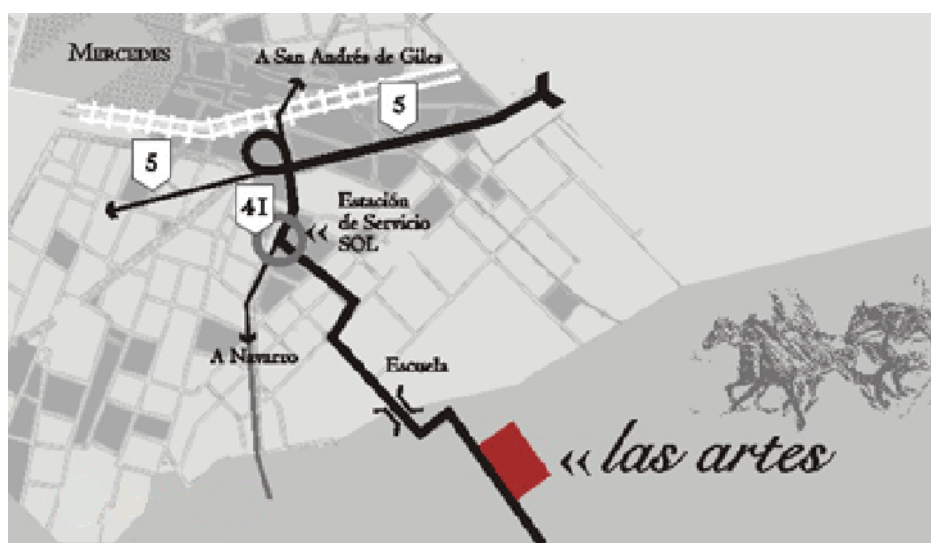 MERCEDES
A San Andrés de Giles
5
5
41
Estación
de Servicio
SOL
A Navarro
Escuela
las artes